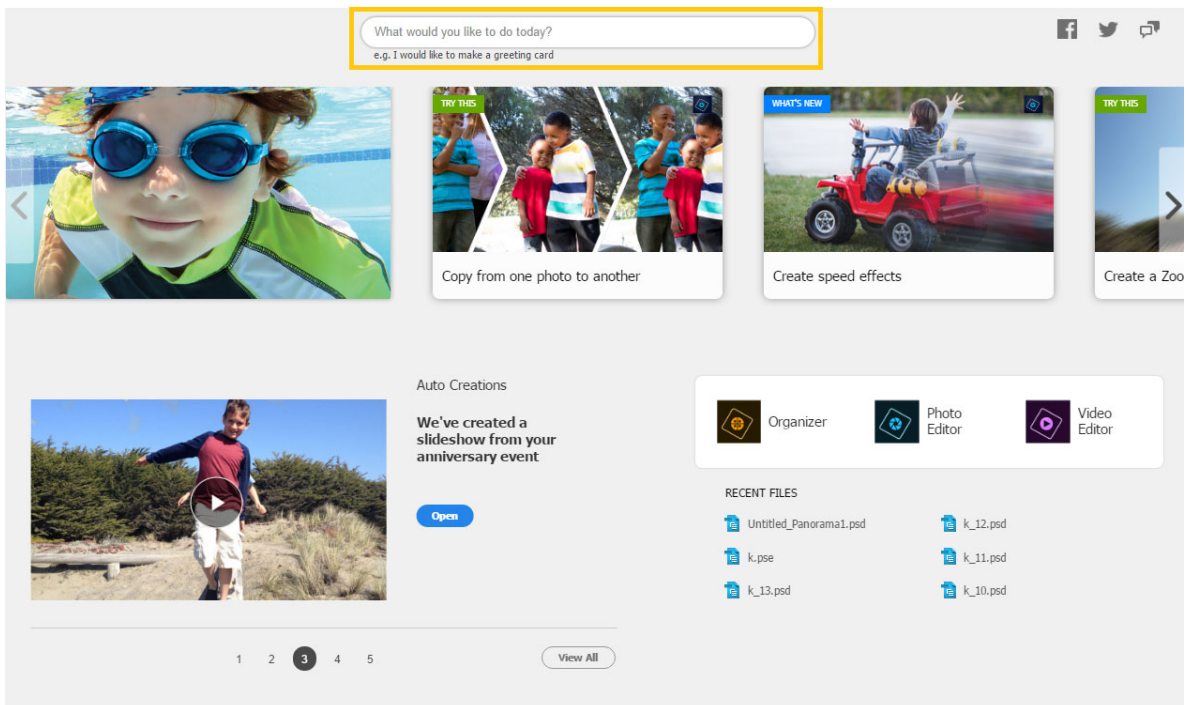 What would you like to do today?
e.g. I would like to make a greeting card
TRY THIS
WHAT'S NEW
TRY THIS
Copy from one photo to another
Create speed effects
Create a Zoo
Auto Creations
We've created a
slideshow from your
anniversary event
Open
Organizer
Photo
Editor
Video
Editor
RECENT FILES
Untitled_Panorama1.psd
k_12.psd
k.pse
k_11.psd
k_13.psd
k_10.psd
1 2 3 4 5
View All